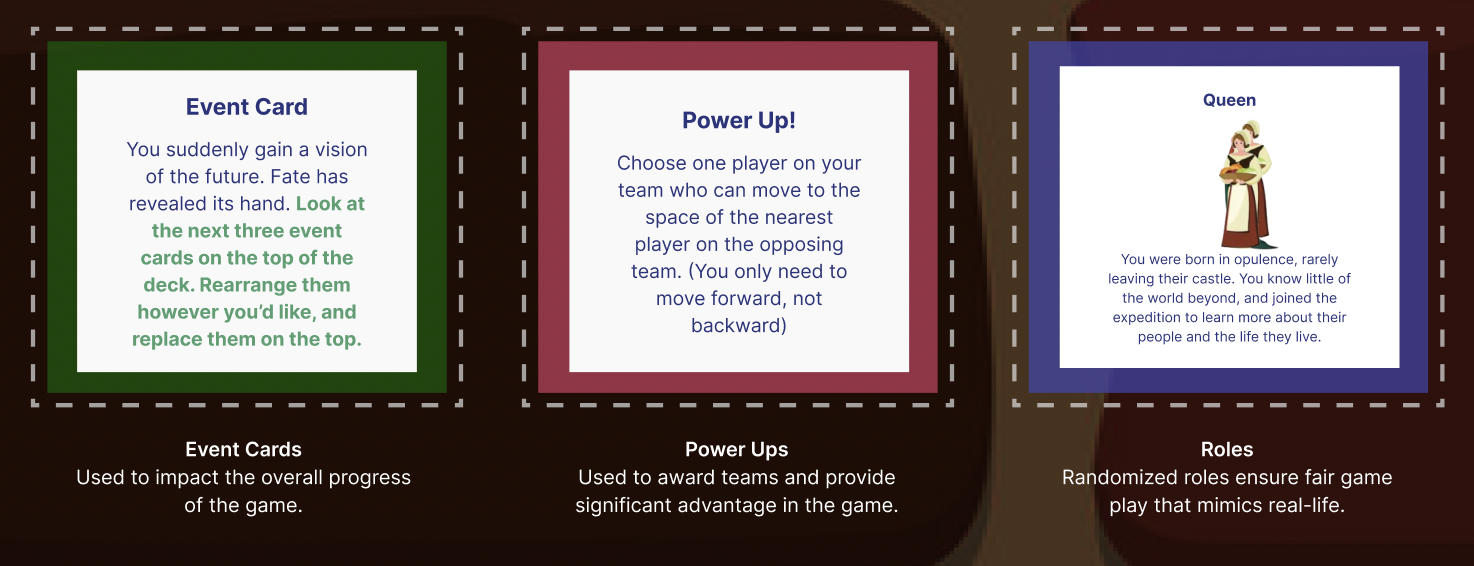 Event Card
You suddenly gain a vision
of the future. Fate has
revealed its hand. Look at
the next three event
cards on the top of the
deck. Rearrange them
however you’d like, and
replace them on the top.
Power Up!
Choose one player on your
team who can move to the
space of the nearest
player on the opposing
team. (You only need to
move forward, not
backward)
Queen
You were born in opulence, rarely
leaving their castle. You know little of
the world beyond, and joined the
expedition to learn more about their
people and the life they live.
Event Cards
Used to impact the overall progress
of the game.
Power Ups
Used to award teams and provide
significant advantage in the game.
Roles
Randomized roles ensure fair game
play that mimics real-life.